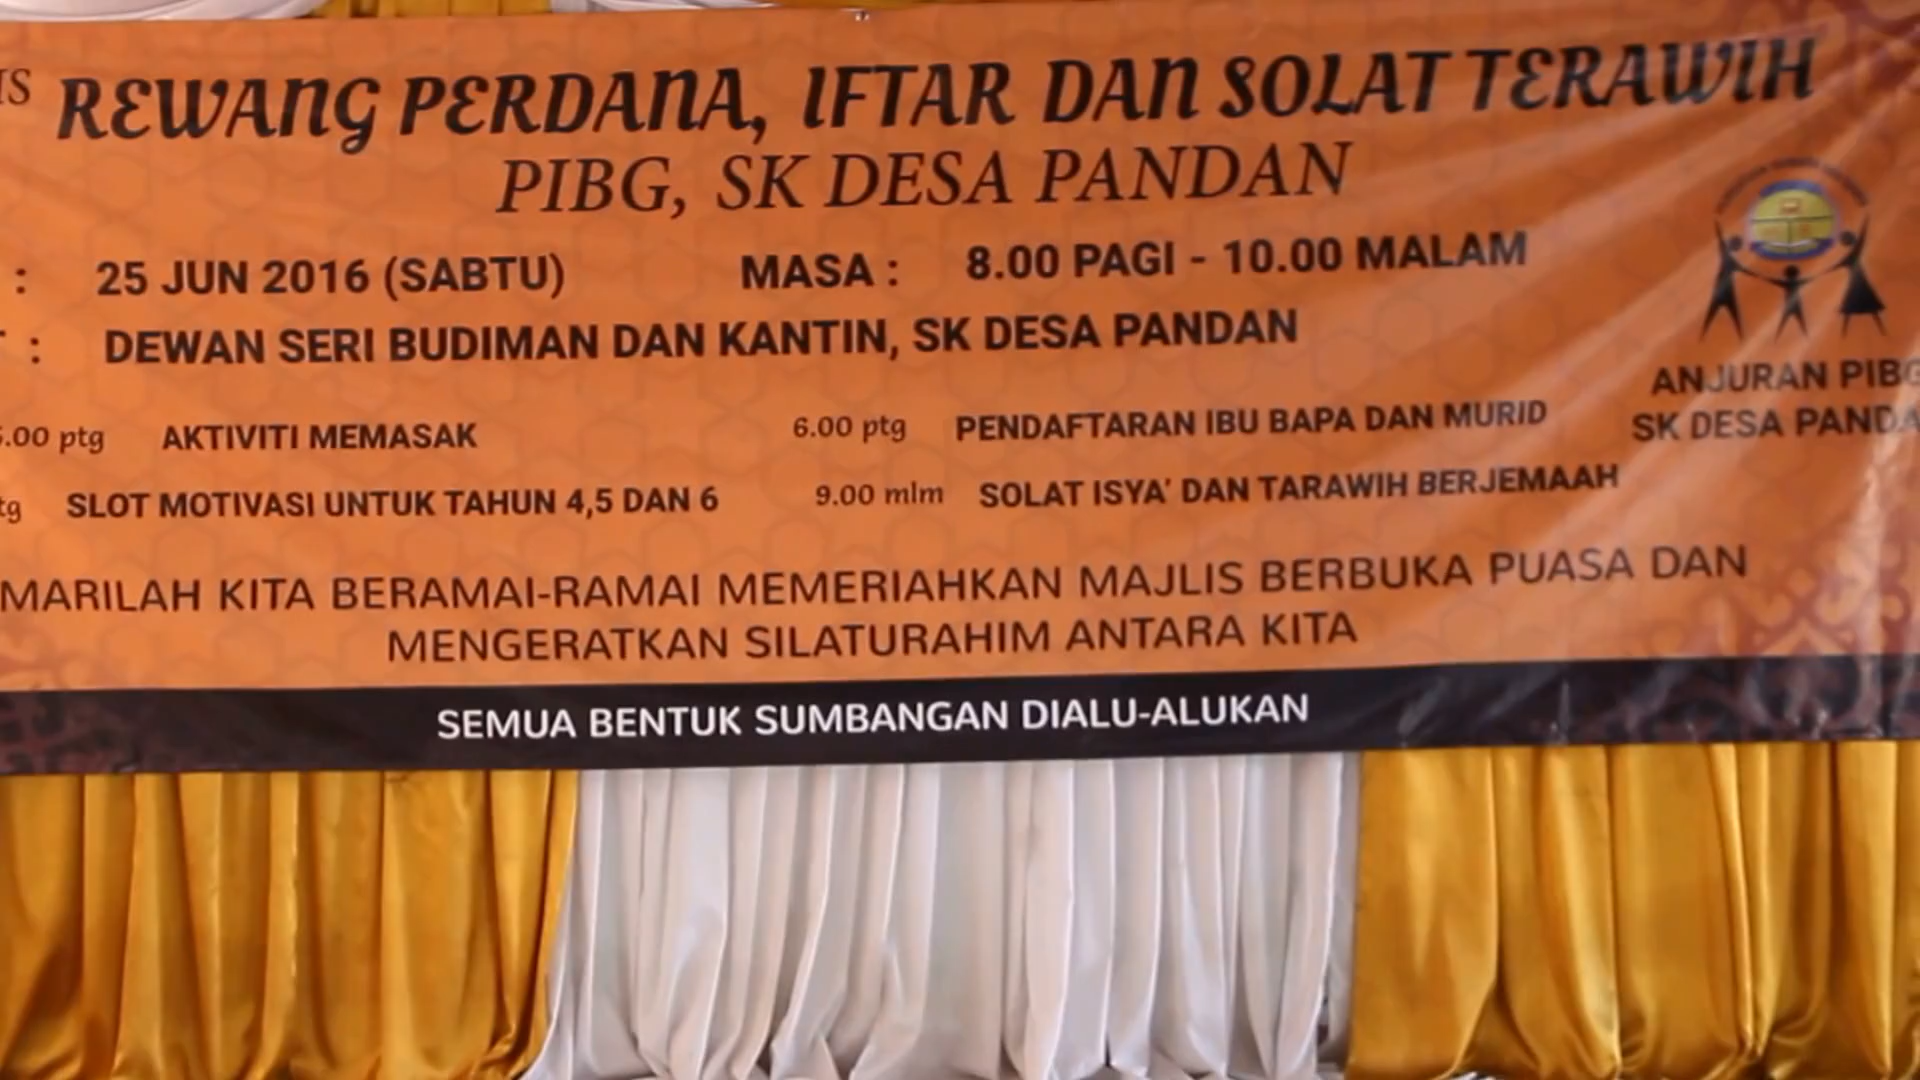 REWANG PERDANA, IFTAR DAN SOLAT TERAWIH
PIBG, SK DESA PANDAN
: 25 JUN 2016 (SABTU) MASA : 8.00 PAGI - 10.00 MALAM
: DEWAN SERI BUDIMAN DAN KANTIN, SK DESA PANDAN
ANJURAN PIBG
SK DESA
.00 ptg AKTIVITI MEMASAK 6.00 ptg PENDAFTARAN IBU BAPA DAN MURID
SLOT MOTIVASI UNTUK TAHUN 4,5 DAN 6 9.00 mlm SOLAT ISYA' DAN TARAWIH BERJEMAAH
MARILAH KITA BERAMAI-RAMAI MEMERIAHKAN MAJLIS BERBUKA PUASA DAN
MENGERATKAN SILATURAHIM ANTARA KITA
SEMUA BENTUK SUMBANGAN DIALU-ALUKAN